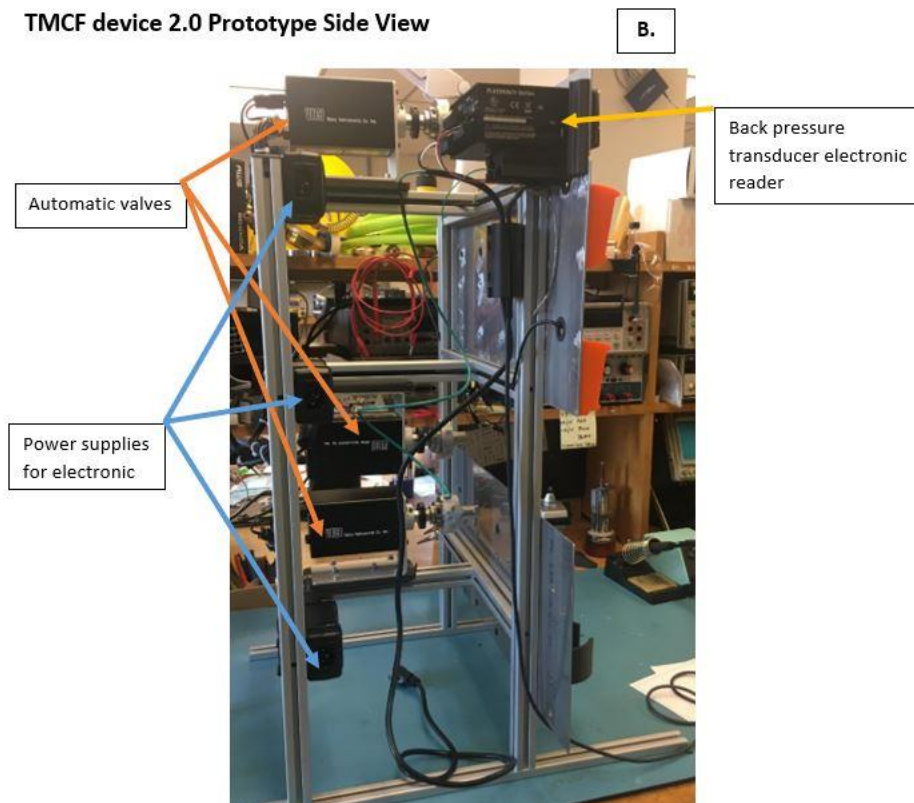 TMCF device 2.0 Prototype Side View
B.
Back pressure
transducer electronic
reader
Automatic valves
Power supplies
for electronic